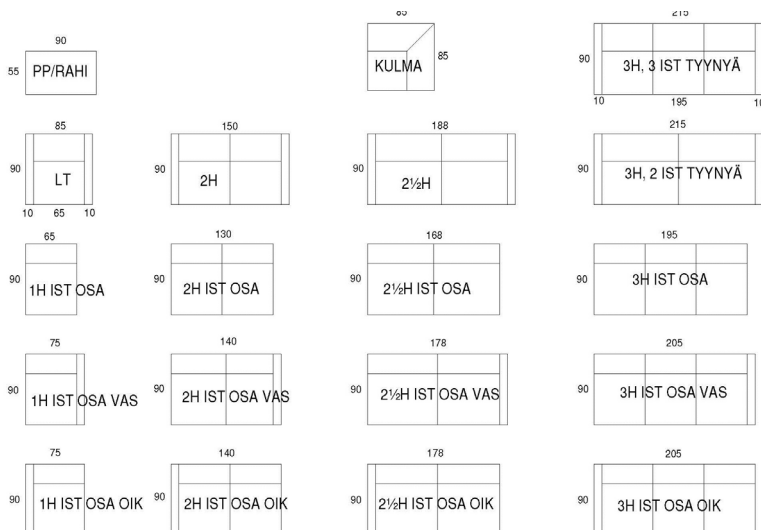 85
215
90
55 PP/RAHI
KULMA 85
90 3H, 3 IST TYYNYÄ
10 195 10
85
150
188
215
90 LT
90 2H
90 2½H
90 3H, 2 IST TYYNYÄ
10 65 10
65
130
168
195
90 1H IST OSA
90 2H IST OSA
90 2½H IST OSA
90 3H IST OSA
75
140
178
205
90 1H IST OSA VAS
90 2H IST OSA VAS
90 2½H IST OSA VAS
90 3H IST OSA VAS
75
140
178
205
90 1H IST OSA OIK
90 2H IST OSA OIK
90 2½H IST OSA OIK
90 3H IST OSA OIK